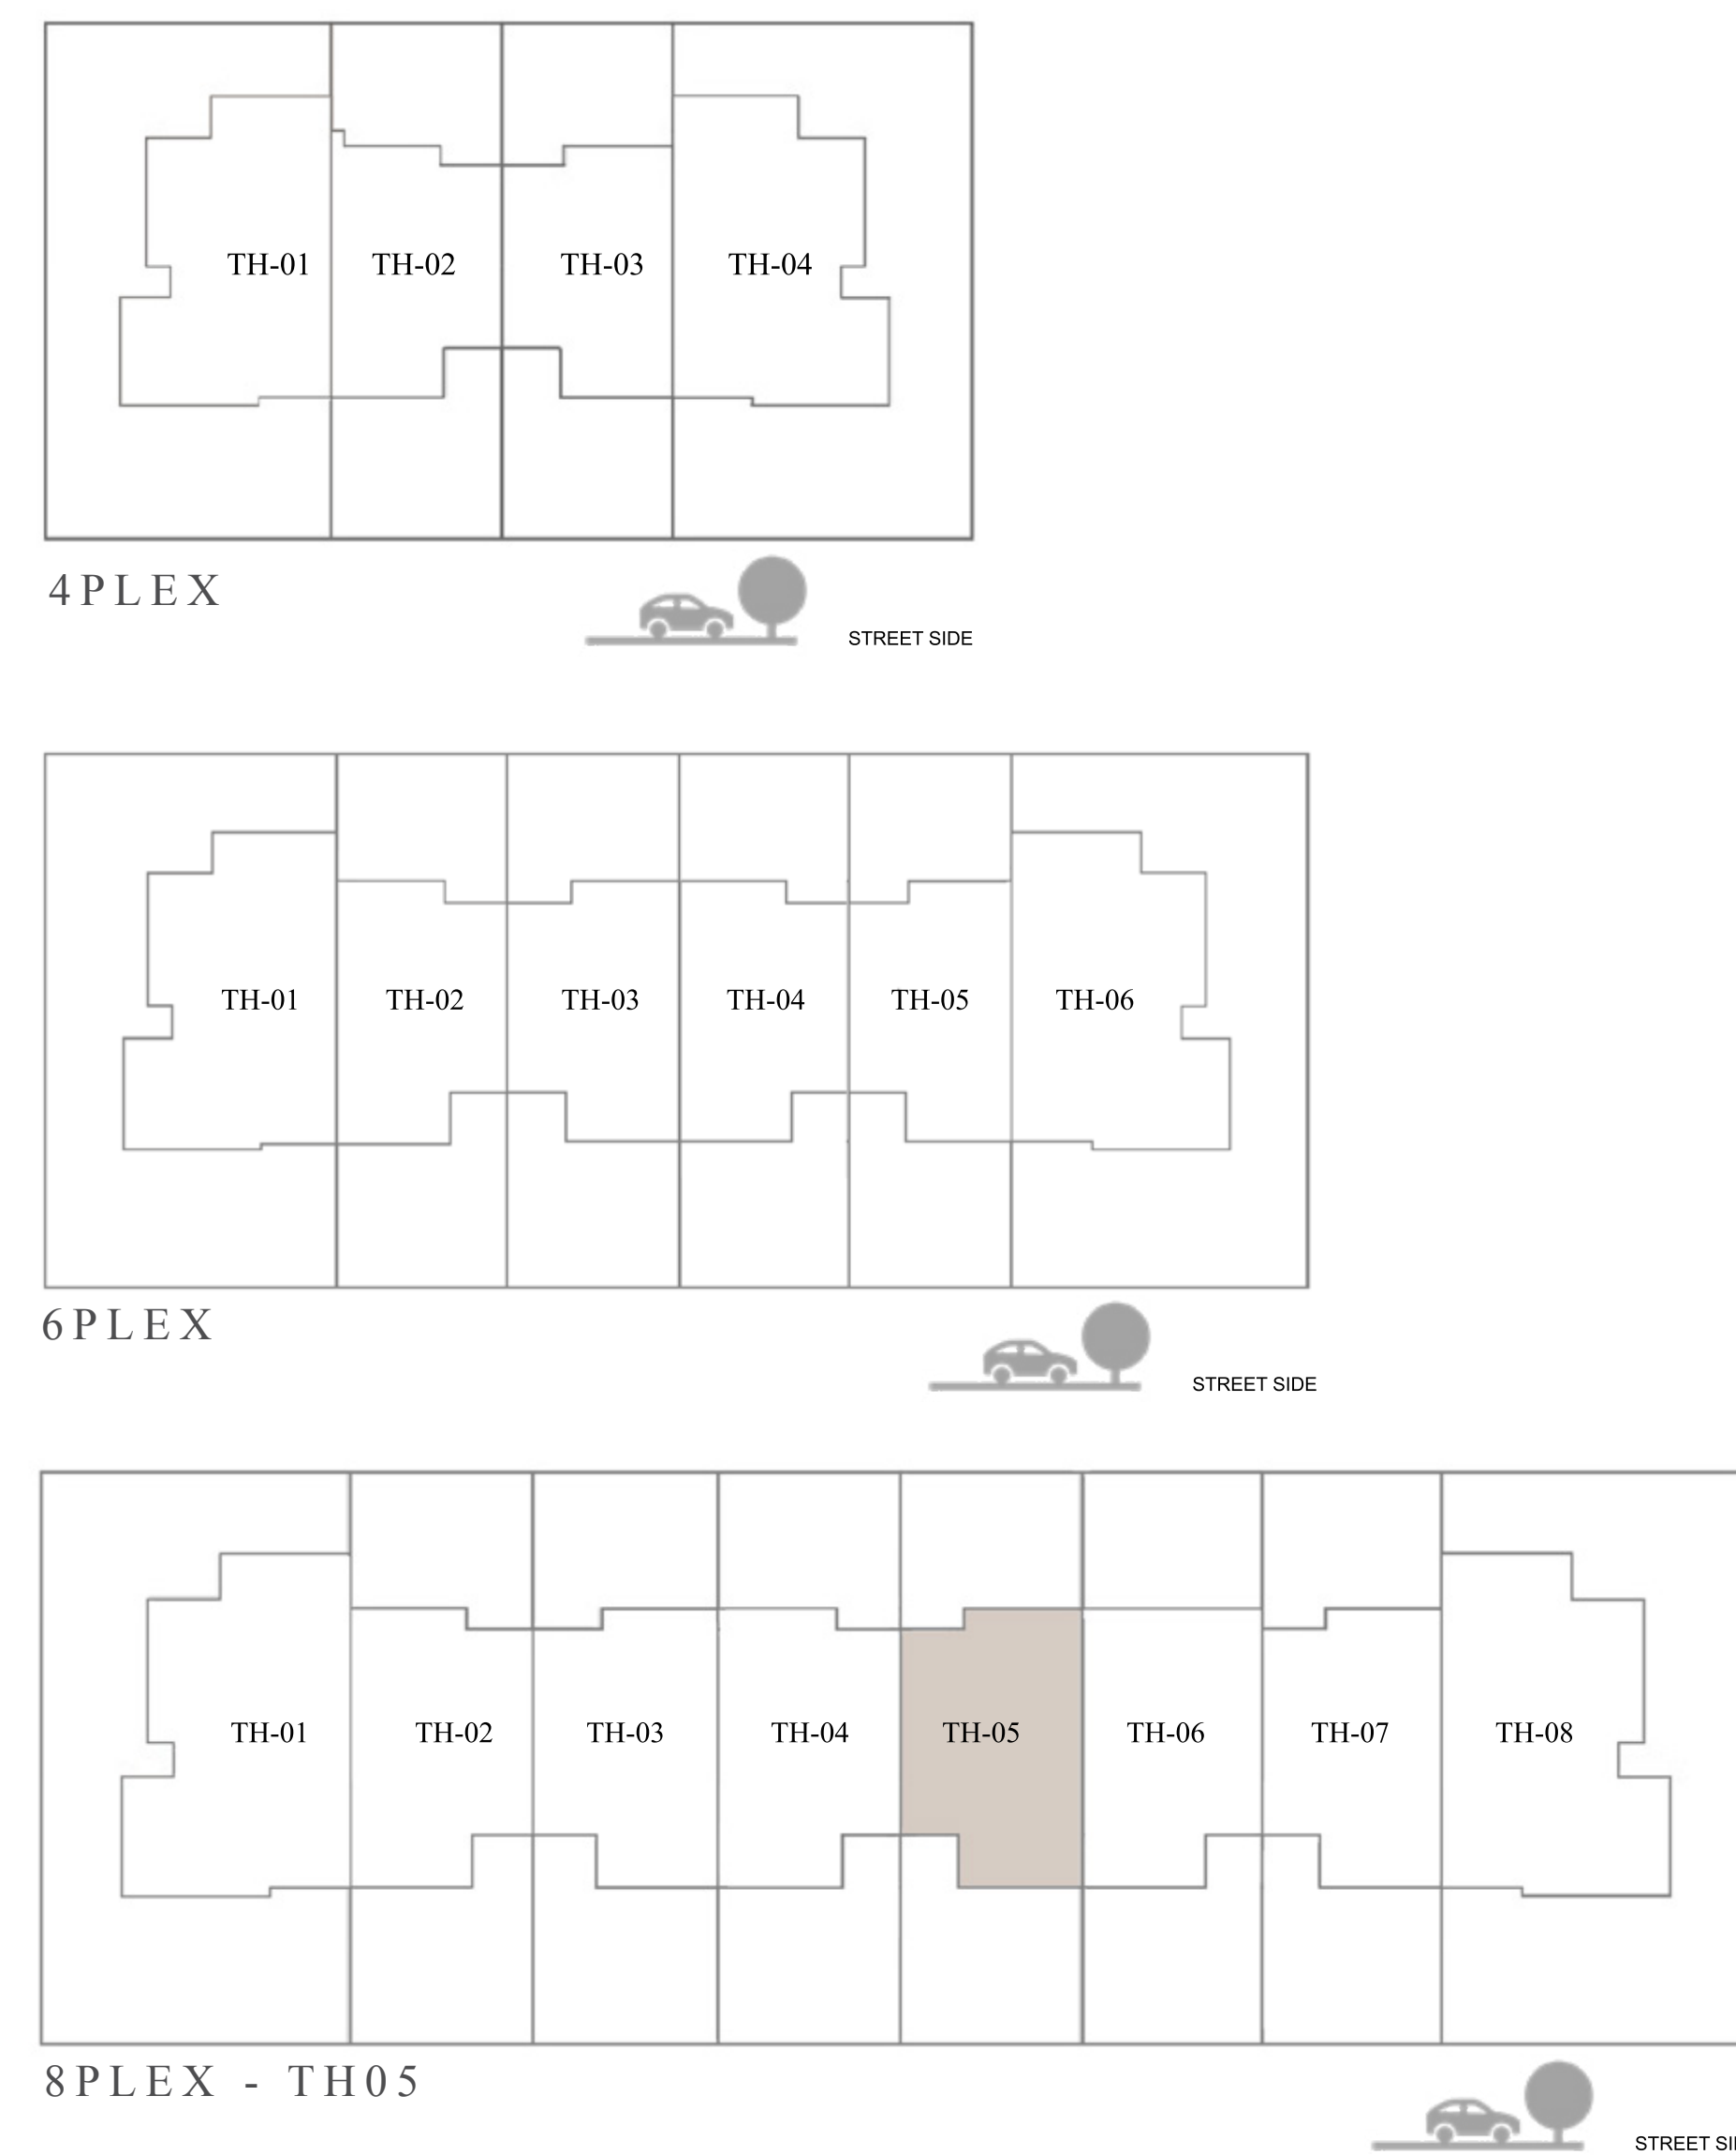 TH-01 TH-02 TH-03 TH-04
4PLEX
STREET SIDE
TH-01 TH-02 TH-03 TH-04 TH-05 TH-06
6PLEX
STREET SIDE
TH-01 TH-02 TH-03 TH-04 TH-05 TH-06 TH-07 TH-08
8PLEX - TH05
STREET